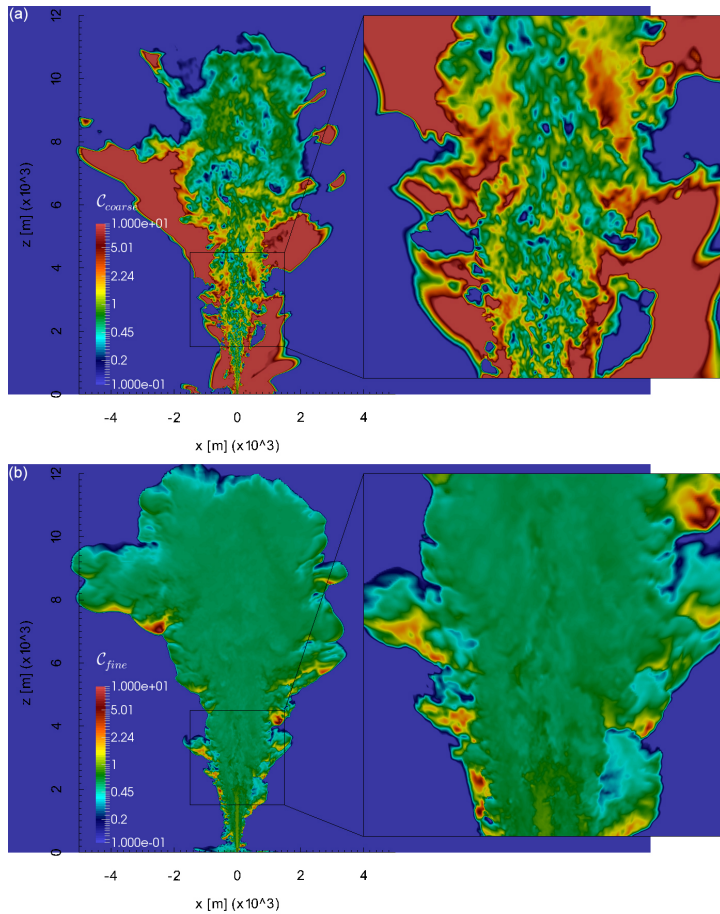 (a)
12
10
8
6
4
2
0
z [m] (x10^3)
C_coarse
1.000e+01
5.01
2.24
1
0.45
0.2
1.000e-01
-4 -2 0 2 4
x [m] (x10^3)
(b)
12
10
8
6
4
2
0
z [m] (x10^3)
C_fine
1.000e+01
5.01
2.24
1
0.45
0.2
1.000e-01
-4 -2 0 2 4
x [m] (x10^3)